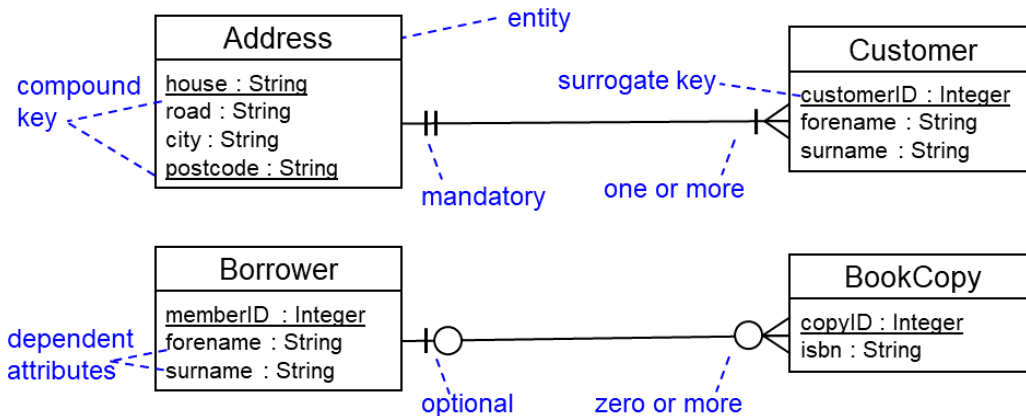 Address
entity
house : String
road : String
city : String
postcode : String
compound
key
mandatory
surrogate key
one or more
Customer
customerID : Integer
forename : String
surname : String
Borrower
memberID : Integer
forename : String
surname : String
dependent
attributes
optional
zero or more
BookCopy
copyID : Integer
isbn : String